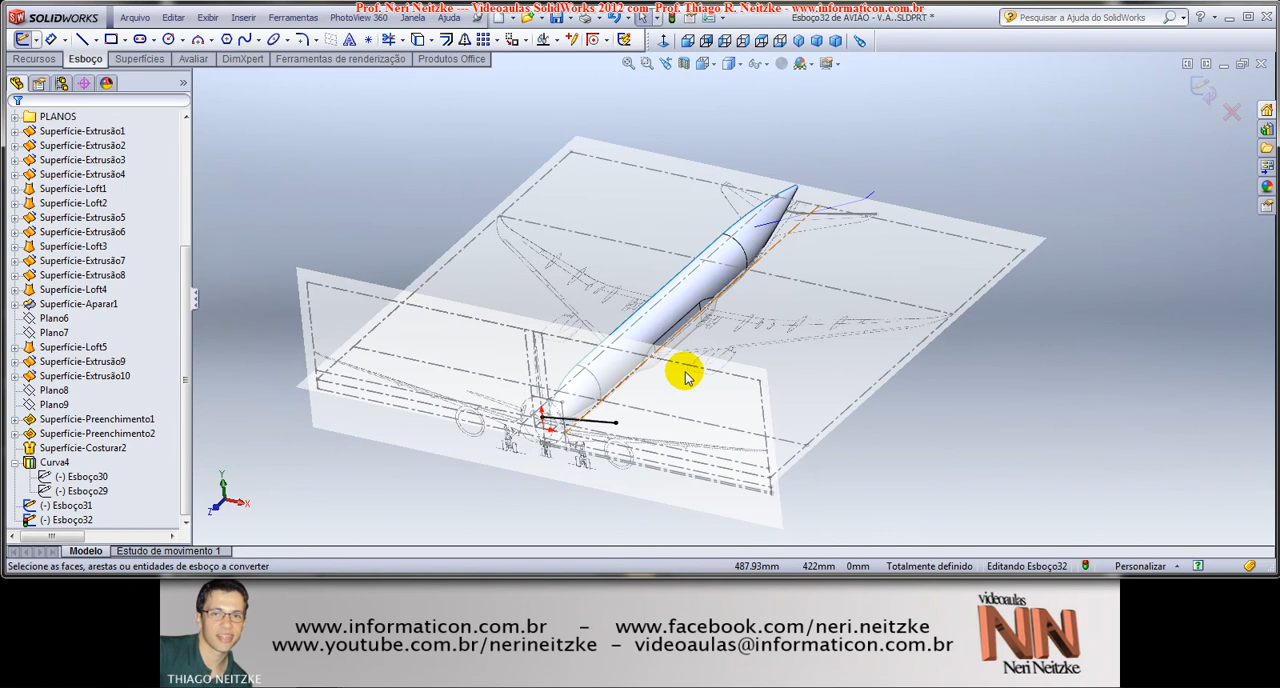 Prof. Neri Neitzke --- Videoaulas SolidWorks 2012 com Prof. Thiago R. Neitzke - www.informaticon.com.br
SOLIDWORKS
Arquivo Editar Exibir Inserir Ferramentas PhotoView 360 Janela Ajuda
Esboço32 de AVIÃO - V.A..SLDPRT *
Pesquisar a Ajuda do SolidWorks
Recursos Esboço Superfícies Avaliar DimXpert Ferramentas de renderização Produtos Office
PLANOS
Superfície-Extrusão1
Superfície-Extrusão2
Superfície-Extrusão3
Superfície-Extrusão4
Superfície-Loft1
Superfície-Loft2
Superfície-Extrusão5
Superfície-Extrusão6
Superfície-Loft3
Superfície-Extrusão7
Superfície-Extrusão8
Superfície-Loft4
Superfície-Aparar1
Plano6
Plano7
Superfície-Loft5
Superfície-Extrusão9
Superfície-Extrusão10
Plano8
Plano9
Superfície-Preenchimento1
Superfície-Preenchimento2
Superfície-Costurar2
Curva4
(-) Esboço30
(-) Esboço29
(-) Esboço31
(-) Esboço32
Y
X
Z
Modelo Estudo de movimento 1
Selecione as faces, arestas ou entidades de esboço a converter
487.93mm 422mm 0mm Totalmente definido Editando Esboço32 Personalizar
www.informaticon.com.br - www.facebook.com/neri.neitzke
www.youtube.com.br/nerineitzke - videoaulas@informaticon.com.br
THIAGO NEITZKE
videoaulas
NN
Neri Neitzke